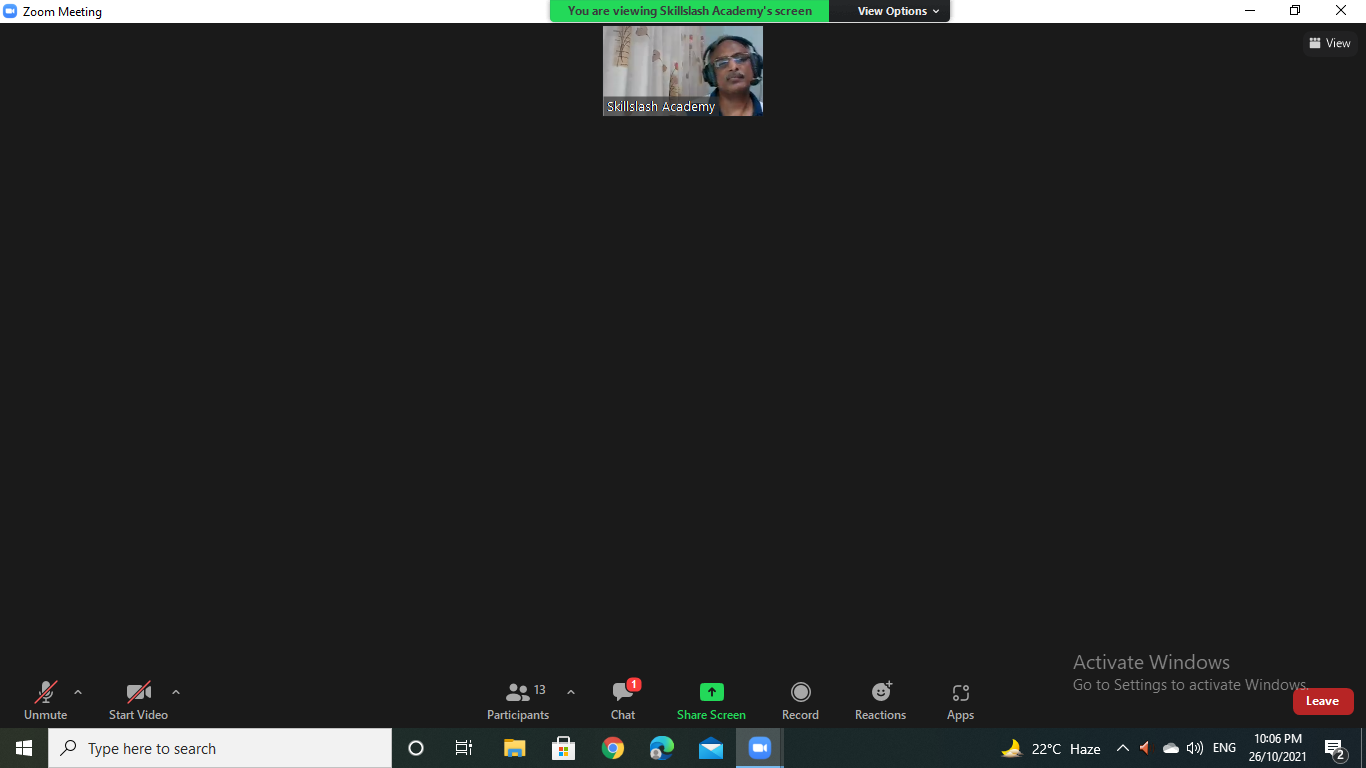 Zoom Meeting
You are viewing Skillslash Academy's screen View Options
View
Skillslash Academy
Activate Windows
Go to Settings to activate Windows.
13
1
Unmute Start Video Participants Chat Share Screen Record Reactions Apps Leave
Type here to search
22°C Haze ENG
10:06 PM
26/10/2021
2